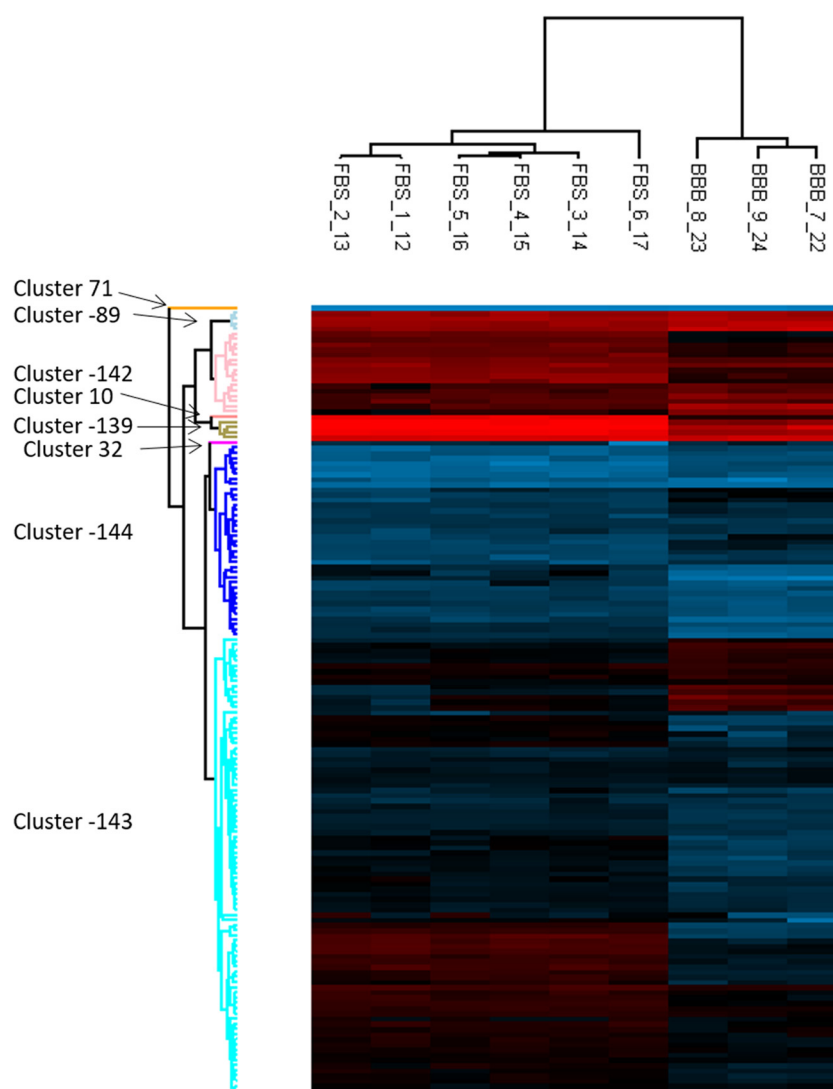 FBS_2_13
FBS_1_12
FBS_5_16
FBS_4_15
FBS_3_14
FBS_6_17
BBB_8_23
BBB_9_24
BBB_7_22
Cluster 71
Cluster -89
Cluster -142
Cluster 10
Cluster -139
Cluster 32
Cluster -144
Cluster -143